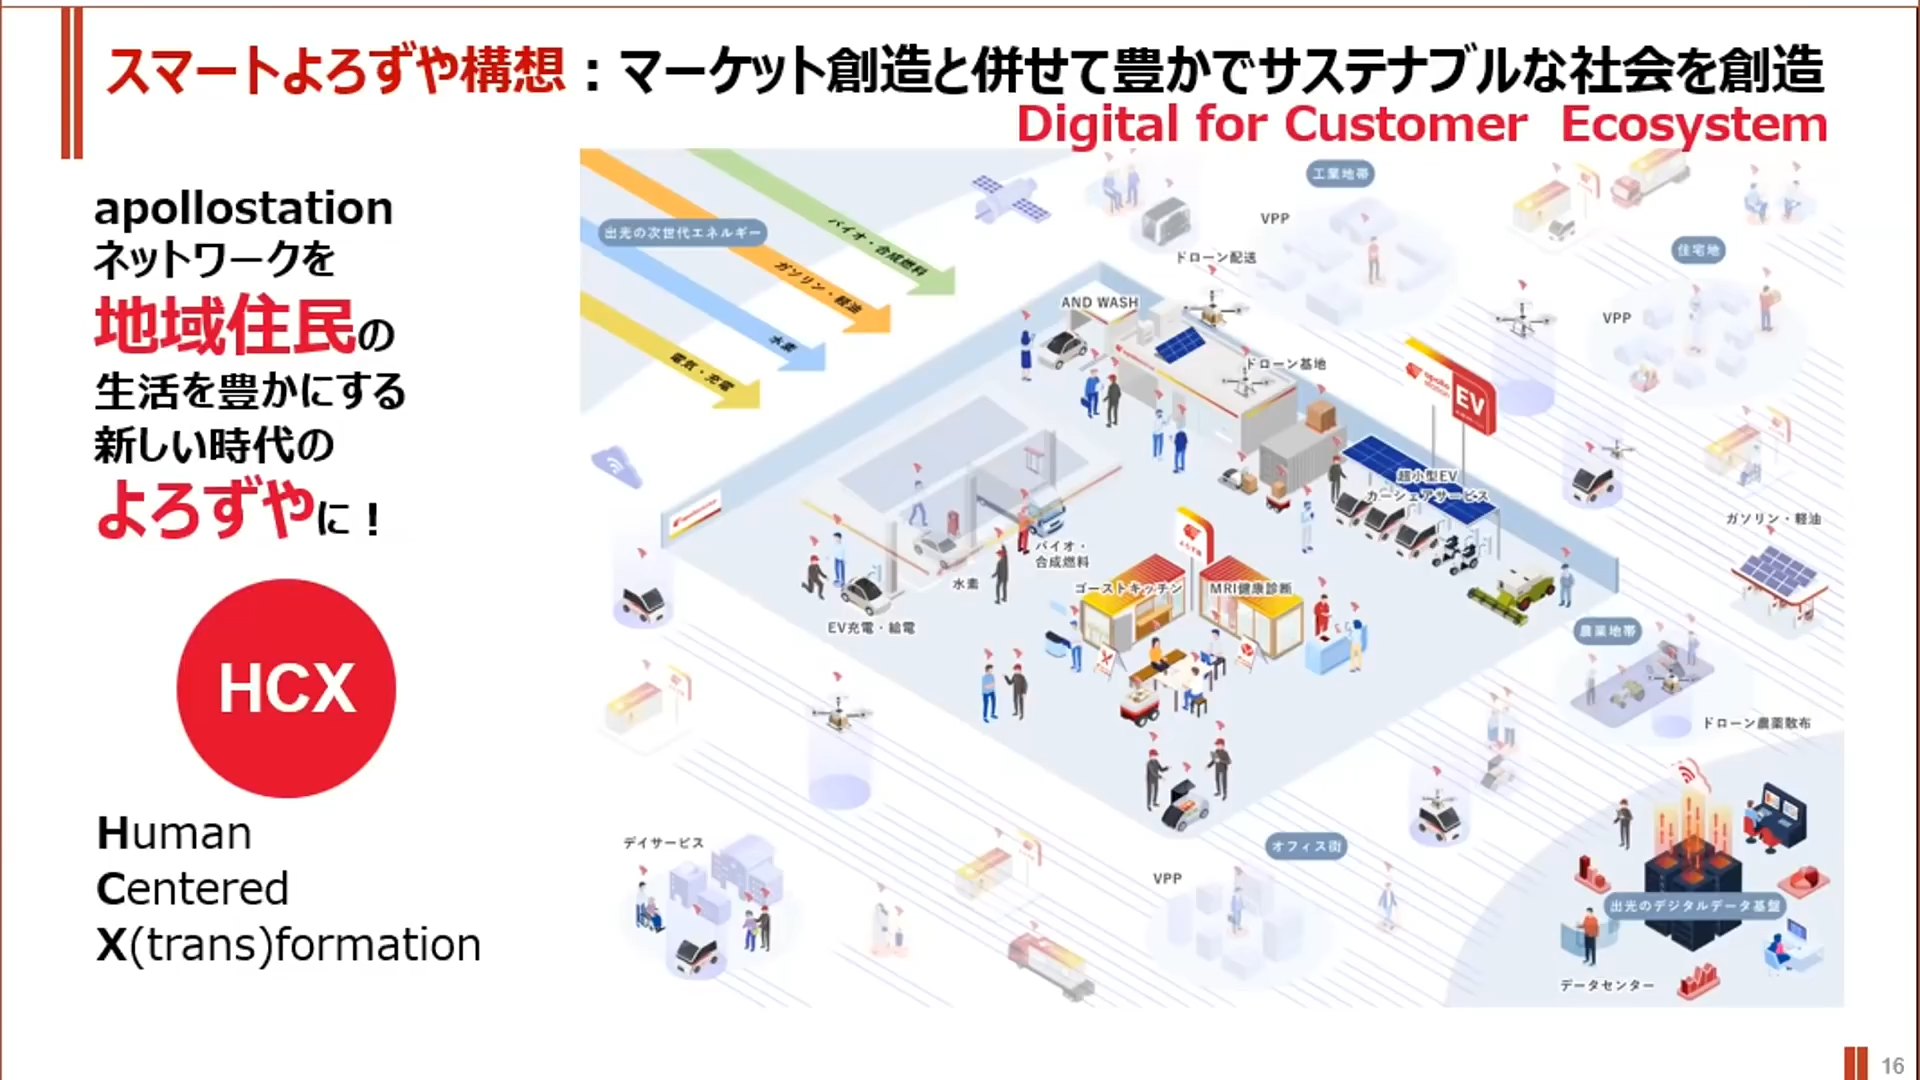 スマートよろずや構想：マーケット創造と併せて豊かでサステナブルな社会を創造
Digital for Customer Ecosystem
apollostation
ネットワークを
地域住民の
生活を豊かにする
新しい時代の
よろずやに！
HCX
Human
Centered
X(trans)formation
出光の次世代エネルギー
バイオ・合成燃料
ガソリン・軽油
水素
電気・充電
工業地帯
VPP
ドローン配送
住宅地
VPP
AND WASH
ドローン基地
apollo
station
EV
超小型EV
カーシェアサービス
ガソリン・軽油
バイオ・
合成燃料
水素
EV充電・給電
ゴーストキッチン
MRI健康診断
農業地帯
ドローン農薬散布
デイサービス
オフィス街
VPP
出光のデジタルデータ基盤
データセンター
16